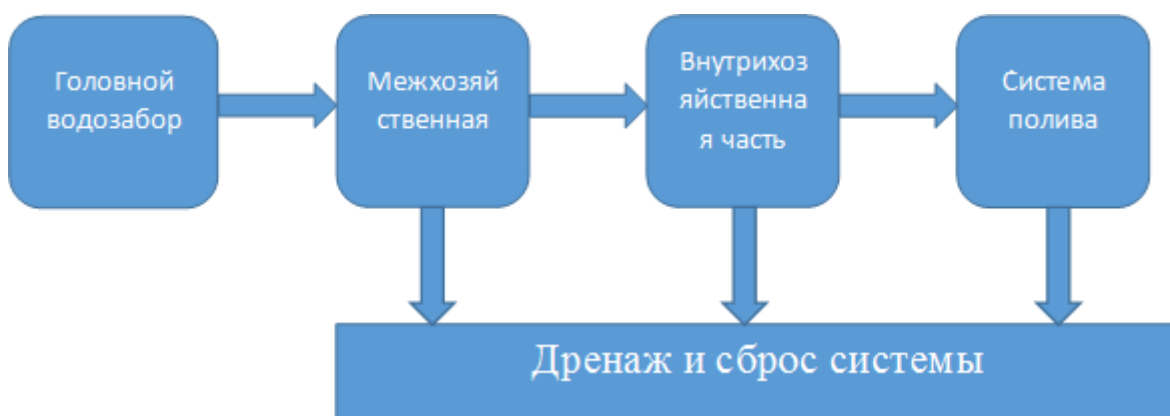 Головной
водозабор
Межхозяй
ственная
Внутрихоз
яйственна
я часть
Система
полива
Дренаж и сброс системы